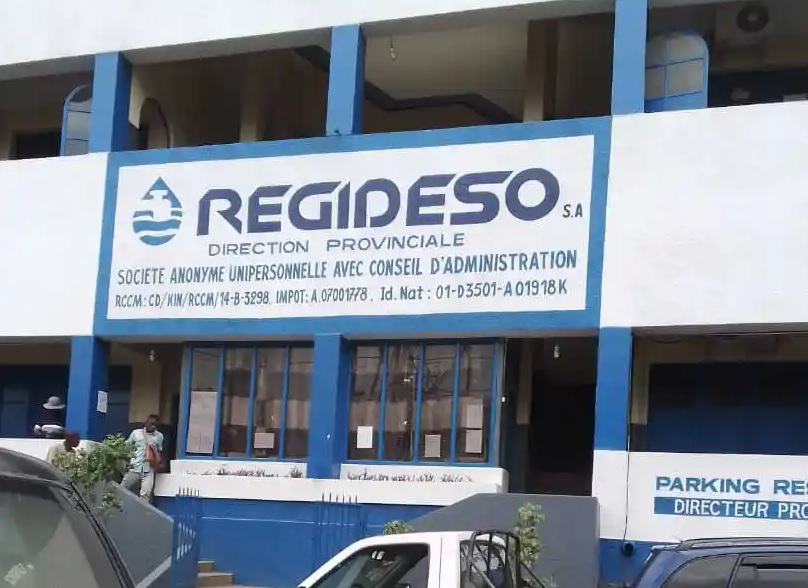 REGIDESO S.A
DIRECTION PROVINCIALE
SOCIETE ANONYME UNIPERSONNELLE AVEC CONSEIL D'ADMINISTRATION
RCCM: CD/KIN/RCCM/14-B-3298, IMPOT: A.07001778. Id. Nat : 01-D3501-A01918K
PARKING RES
DIRECTEUR PRO